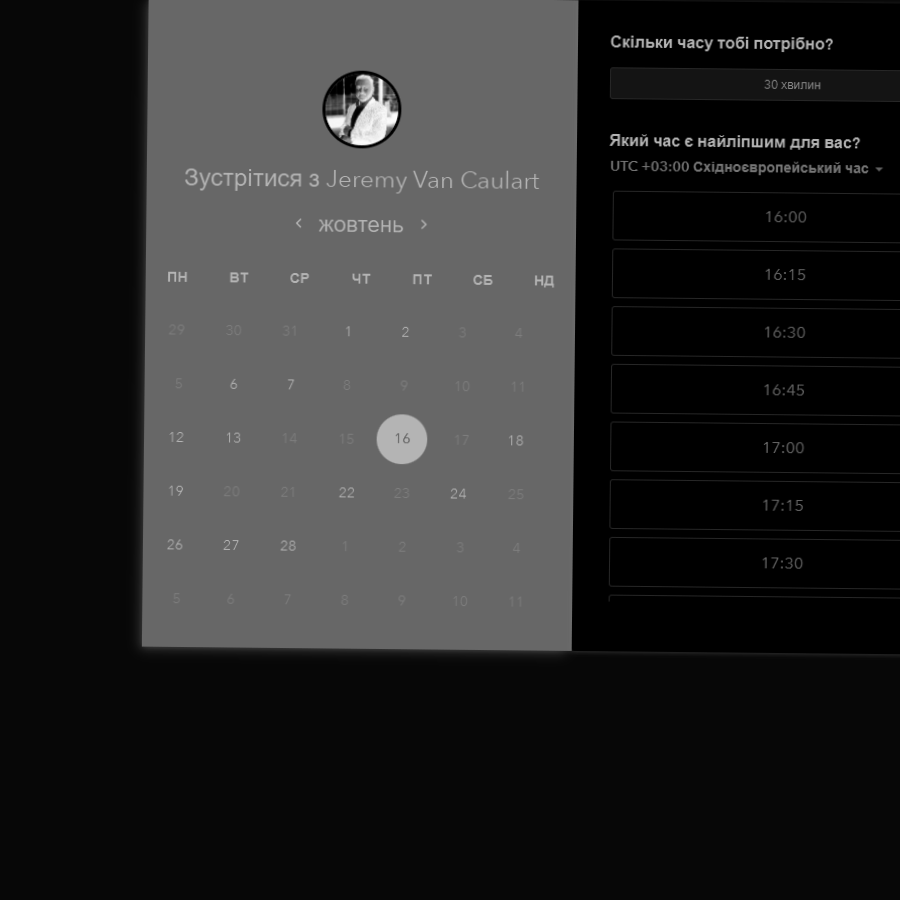 Зустрітися з Jeremy Van Caulart
жовтень
ПН ВТ СР ЧТ ПТ СБ НД
29 30 31 1 2 3 4
5 6 7 8 9 10 11
12 13 14 15 16 17 18
19 20 21 22 23 24 25
26 27 28 1 2 3 4
5 6 7 8 9 10 11
Скільки часу тобі потрібно?
30 хвилин
Який час є найліпшим для вас?
UTC +03:00 Східноєвропейський час
16:00
16:15
16:30
16:45
17:00
17:15
17:30